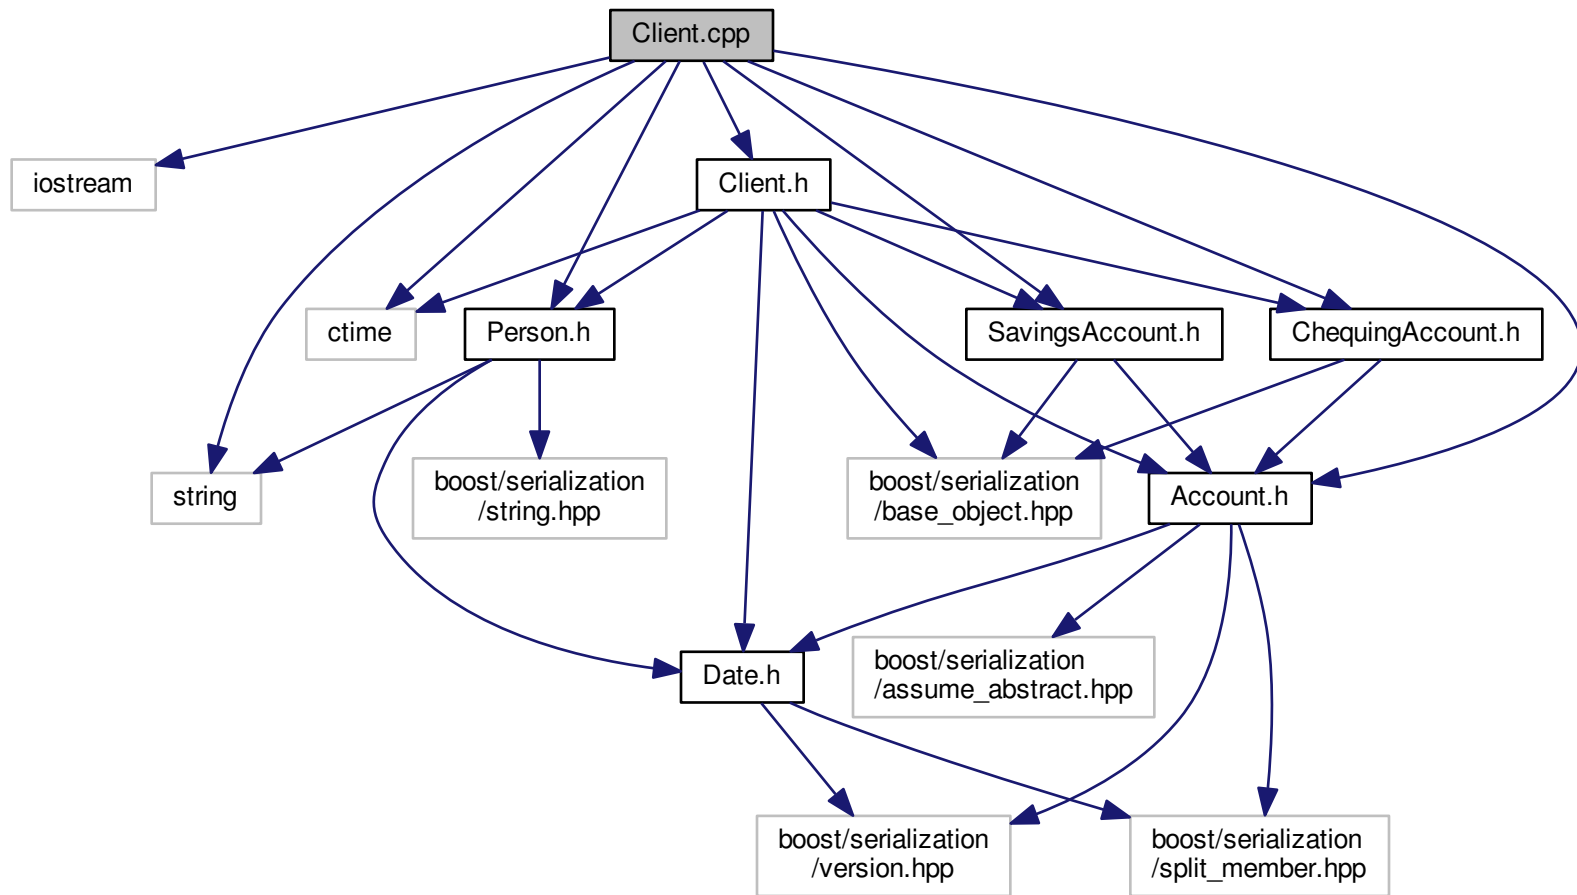 Client.cpp
iostream
Client.h
ctime
Person.h
SavingsAccount.h
ChequingAccount.h
string
boost/serialization
/string.hpp
boost/serialization
/base_object.hpp
Account.h
Date.h
boost/serialization
/assume_abstract.hpp
boost/serialization
/version.hpp
boost/serialization
/split_member.hpp